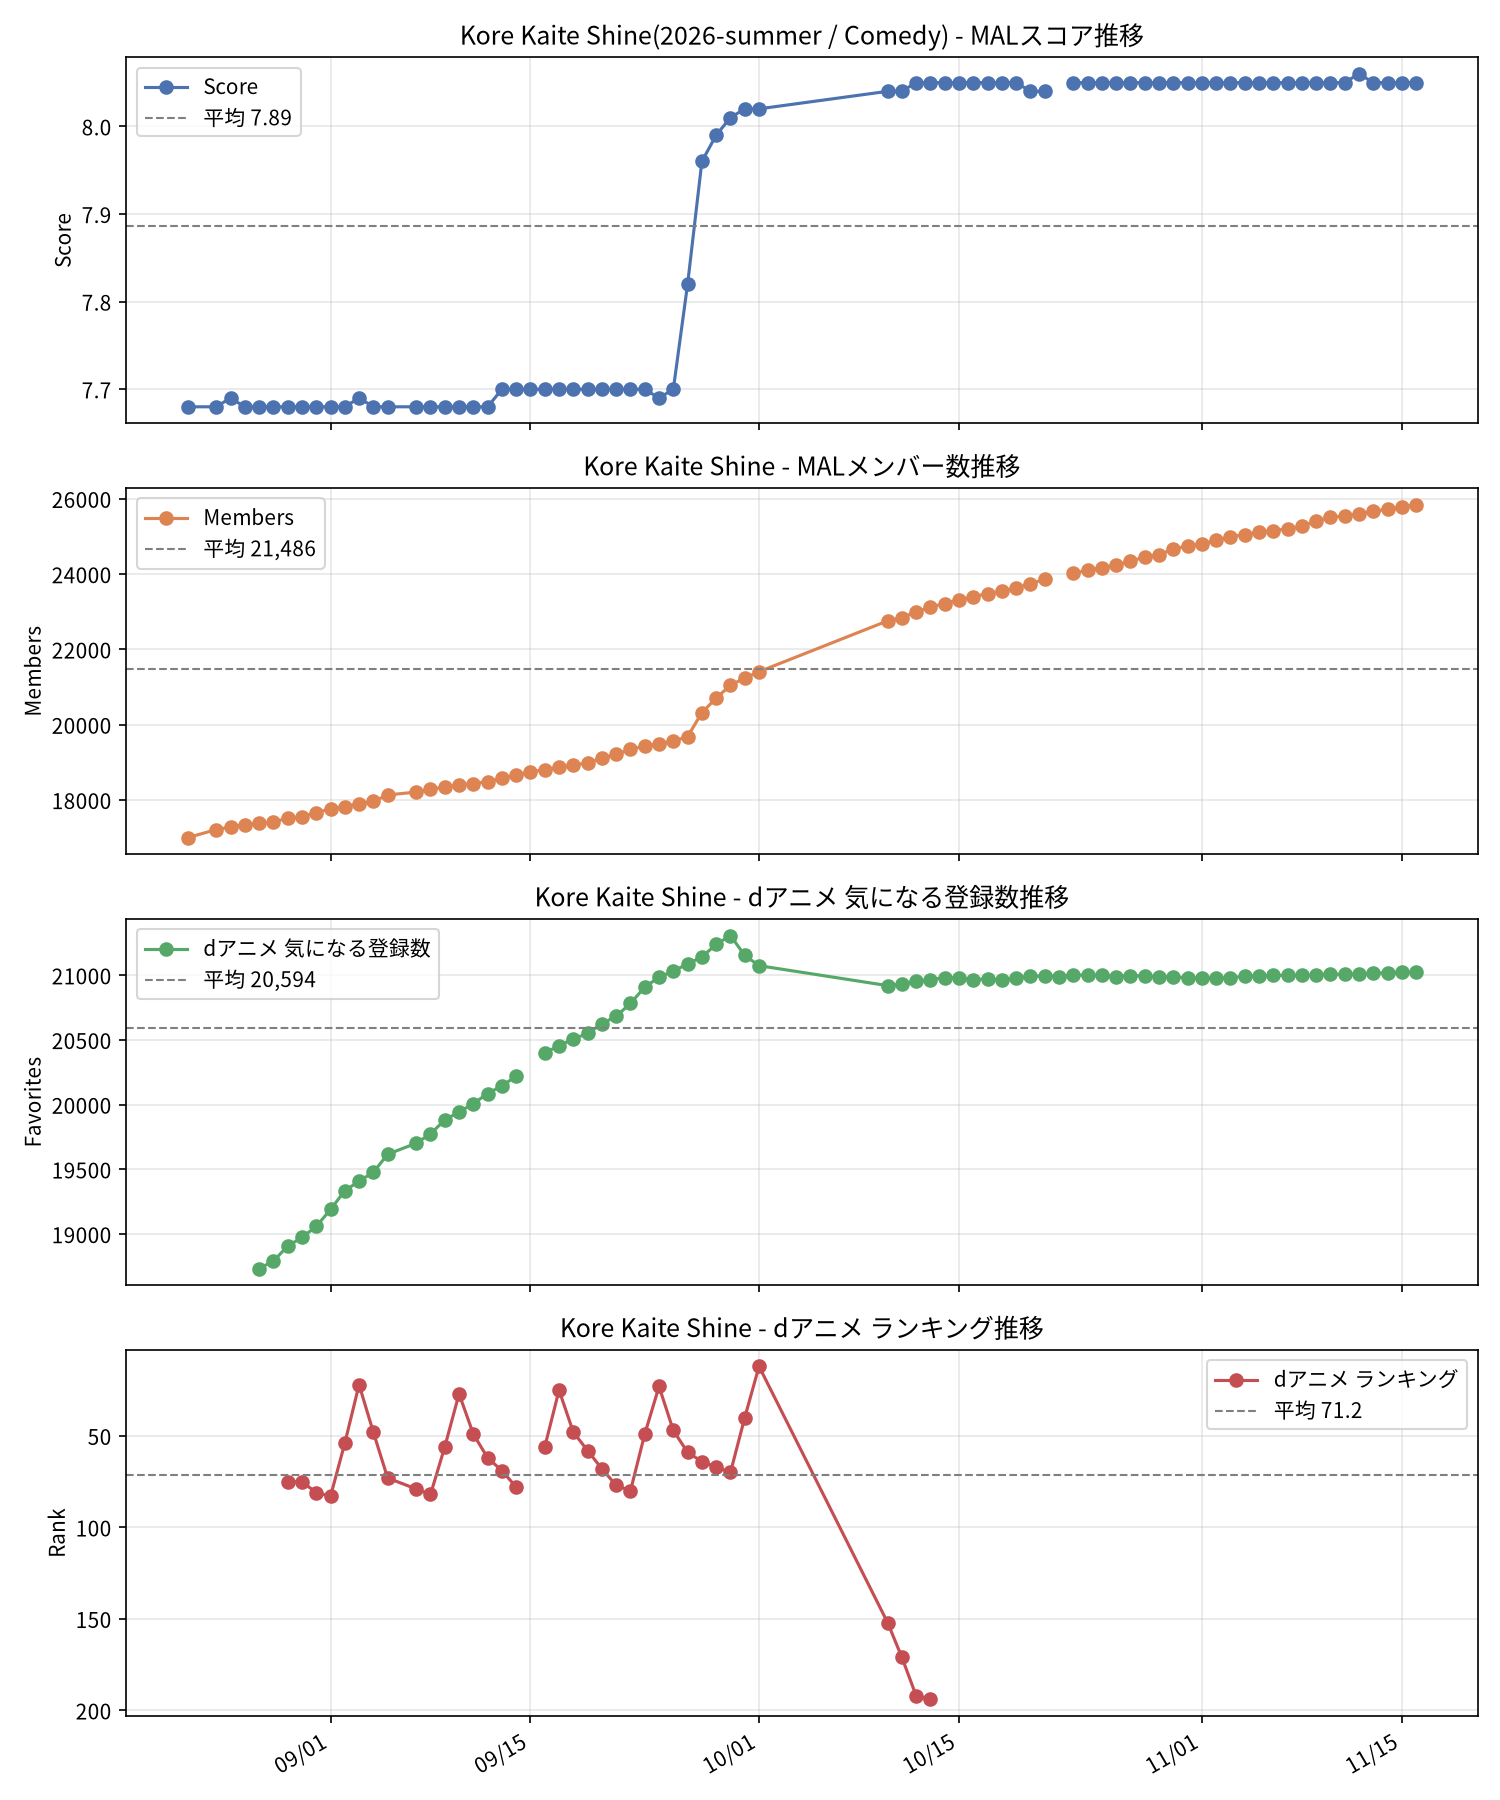 Kore Kaite Shine(2026-summer / Comedy) - MALスコア推移
Score
平均 7.89
8.0
7.9
7.8
7.7
Score
Kore Kaite Shine - MALメンバー数推移
Members
平均 21,486
26000
24000
22000
20000
18000
Members
Kore Kaite Shine - dアニメ 気になる登録数推移
dアニメ 気になる登録数
平均 20,594
21000
20500
20000
19500
19000
Favorites
Kore Kaite Shine - dアニメ ランキング推移
dアニメ ランキング
平均 71.2
50
100
150
200
Rank
09/01
09/15
10/01
10/15
11/01
11/15